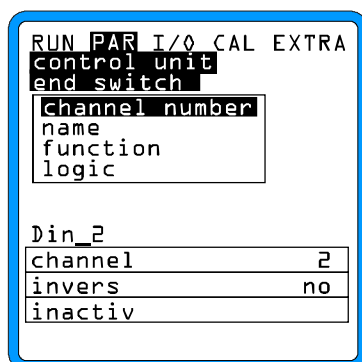 RUN PAR I/O CAL EXTRA
control unit
end switch
channel number
name
function
logic
Din_2
channel 2
invers no
inactiv